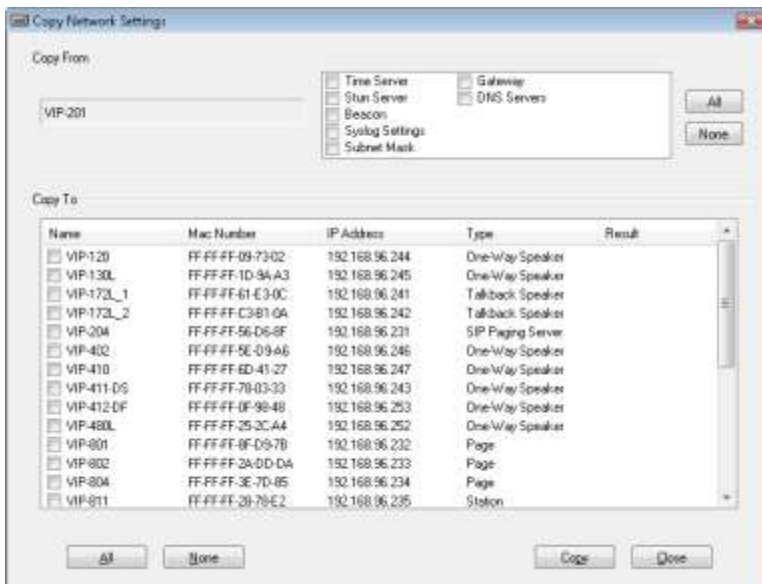 Copy Network Settings
Copy From
VIP-201
Time Server Gateway
Stun Server DNS Servers
Beacon
Syslog Settings
Subnet Mask
All
None
Copy To
Name Mac Number IP Address Type Result
VIP-120 FF-FF-FF-09-73-02 192.168.96.244 One-Way Speaker
VIP-130L FF-FF-FF-1D-9A-A3 192.168.96.245 One-Way Speaker
VIP-172L_1 FF-FF-FF-61-E3-0C 192.168.96.241 Talkback Speaker
VIP-172L_2 FF-FF-FF-C3-B1-0A 192.168.96.242 Talkback Speaker
VIP-204 FF-FF-FF-56-D6-8F 192.168.96.231 SIP Paging Server
VIP-402 FF-FF-FF-5E-D9-A6 192.168.96.246 One-Way Speaker
VIP-410 FF-FF-FF-6D-41-27 192.168.96.247 One-Way Speaker
VIP-411-DS FF-FF-FF-78-03-33 192.168.96.243 One-Way Speaker
VIP-412-DF FF-FF-FF-0F-98-48 192.168.96.253 One-Way Speaker
VIP-480L FF-FF-FF-25-2C-A4 192.168.96.252 One-Way Speaker
VIP-801 FF-FF-FF-8F-D9-7B 192.168.96.232 Page
VIP-802 FF-FF-FF-2A-DD-DA 192.168.96.233 Page
VIP-804 FF-FF-FF-3E-7D-85 192.168.96.234 Page
VIP-811 FF-FF-FF-28-78-E2 192.168.96.235 Station
All None Copy Close